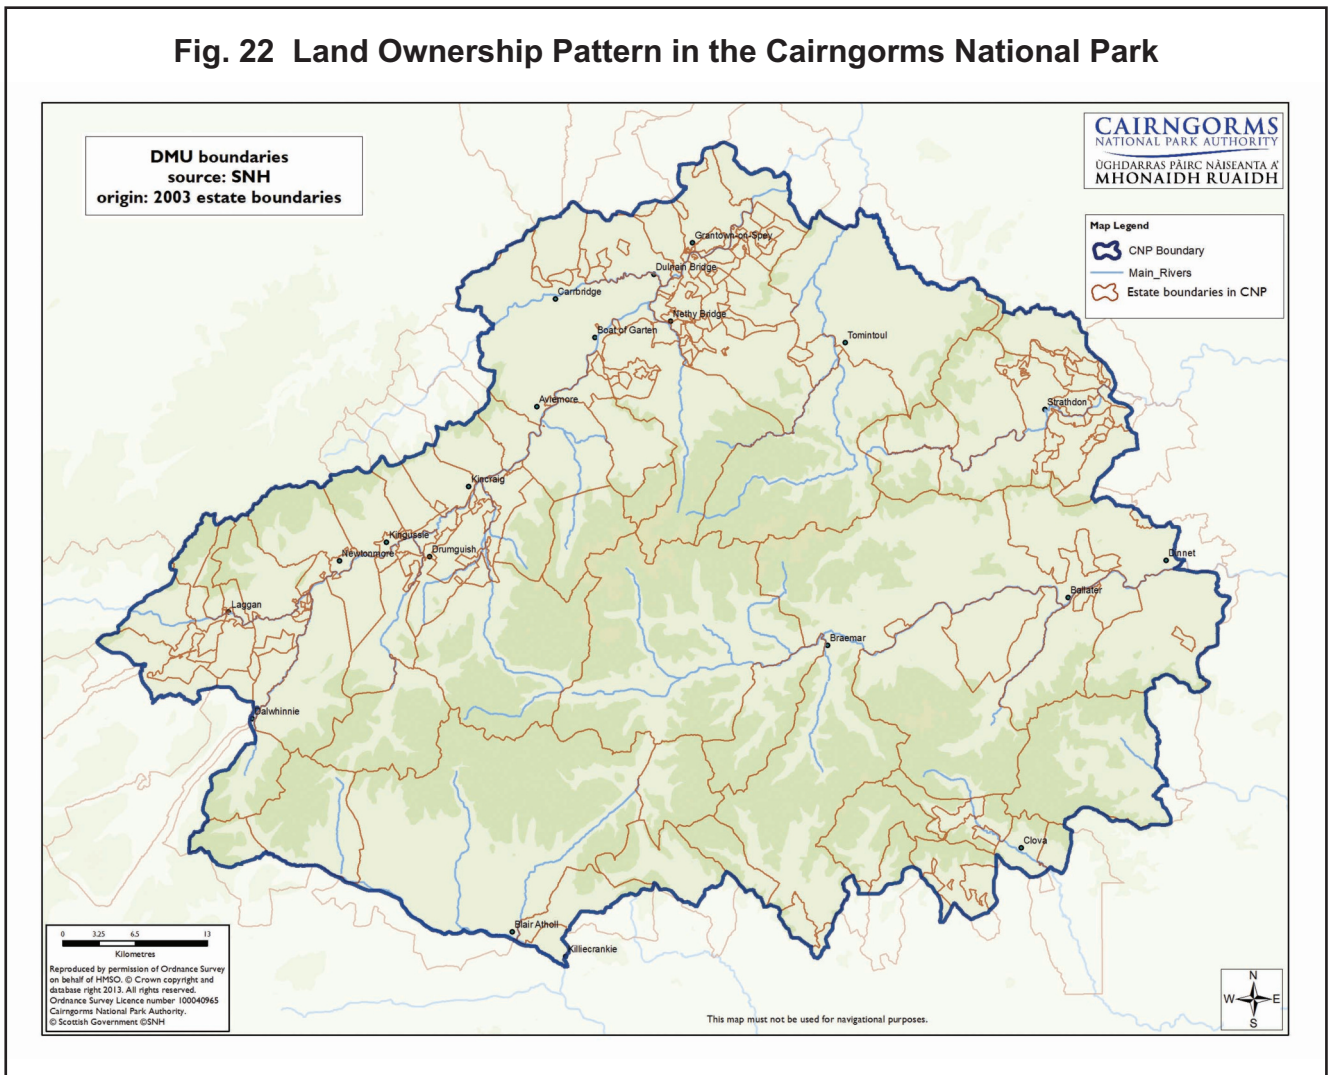 Fig. 22  Land Ownership Pattern in the Cairngorms National Park
DMU boundaries
source: SNH
origin: 2003 estate boundaries
CAIRNGORMS
NATIONAL PARK AUTHORITY
ÙGHDARRAS PÀIRC NÀISEANTA A'
MHONAIDH RUAIDH
Map Legend
CNP Boundary
Main_Rivers
Estate boundaries in CNP
Grantown-on-Spey
Dulnain Bridge
Carrbridge
Nethy Bridge
Boat of Garten
Tomintoul
Aviemore
Strathdon
Kincraig
Kingussie
Newtonmore
Drumguish
Dinnet
Ballater
Laggan
Braemar
Dalwhinnie
Clova
Blair Atholl
Killiecrankie
0 3.25 6.5 13
Kilometres
Reproduced by permission of Ordnance Survey
on behalf of HMSO. © Crown copyright and
database right 2013. All rights reserved.
Ordnance Survey Licence number 100040965
Cairngorms National Park Authority.
© Scottish Government ©SNH
This map must not be used for navigational purposes.
N
W E
S